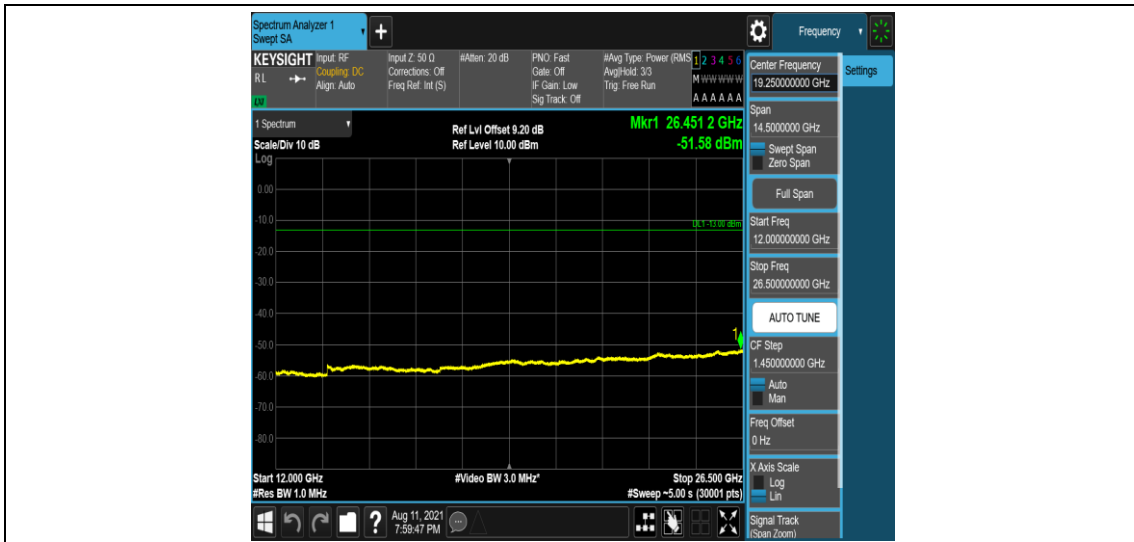 Spectrum Analyzer 1
Swept SA
+
Frequency
KEYSIGHT
RL
LM
Input: RF
Coupling: DC
Align: Auto
Input Z: 50 Ω
Corrections: Off
Freq Ref: Int (S)
#Atten: 20 dB
PNO: Fast
Gate: Off
IF Gain: Low
Sig Track: Off
#Avg Type: Power (RMS
Avg|Hold: 3/3
Trig: Free Run
1 2 3 4 5 6
M W W W W W
A A A A A A
1 Spectrum
Scale/Div 10 dB
Log
Ref Lvl Offset 9.20 dB
Ref Level 10.00 dBm
Mkr1 26.451 2 GHz
-51.58 dBm
0.00
-10.0
DL1 -13.00 dBm
-20.0
-30.0
-40.0
1
-50.0
-60.0
-70.0
-80.0
Start 12.000 GHz
#Res BW 1.0 MHz
#Video BW 3.0 MHz*
Stop 26.500 GHz
#Sweep ~5.00 s (30001 pts)
?
Aug 11, 2021
7:59:47 PM
Center Frequency
19.250000000 GHz
Settings
Span
14.5000000 GHz
Swept Span
Zero Span
Full Span
Start Freq
12.000000000 GHz
Stop Freq
26.500000000 GHz
AUTO TUNE
CF Step
1.450000000 GHz
Auto
Man
Freq Offset
0 Hz
X Axis Scale
Log
Lin
Signal Track
(Span Zoom)